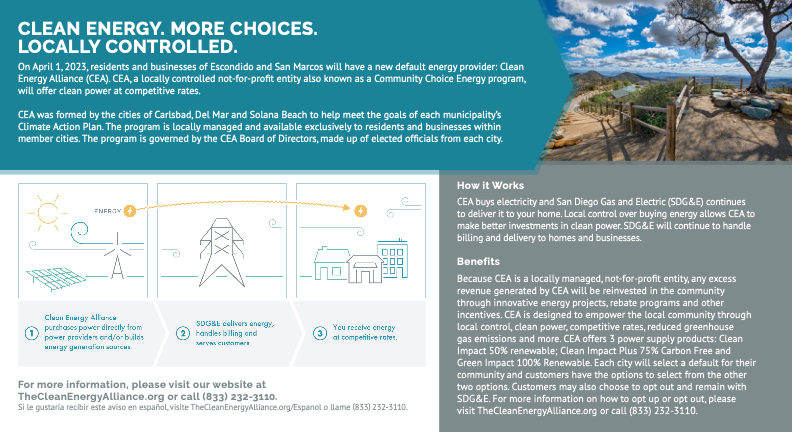 CLEAN ENERGY. MORE CHOICES.
LOCALLY CONTROLLED.
On April 1, 2023, residents and businesses of Escondido and San Marcos will have a new default energy provider: Clean
Energy Alliance (CEA). CEA, a locally controlled not-for-profit entity also known as a Community Choice Energy program,
will offer clean power at competitive rates.
CEA was formed by the cities of Carlsbad, Del Mar and Solana Beach to help meet the goals of each municipality's
Climate Action Plan. The program is locally managed and available exclusively to residents and businesses within
member cities. The program is governed by the CEA Board of Directors, made up of elected officials from each city.
ENERGY
1
Clean Energy Alliance
purchases power directly from
power providers and/or builds
energy generation sources.
2
SDG&E delivers energy,
handles billing and
serves customers.
3
You receive energy
at competitive rates.
For more information, please visit our website at
TheCleanEnergyAlliance.org or call (833) 232-3110.
Si le gustaría recibir este aviso en español, visite TheCleanEnergyAlliance.org/Espanol o llame (833) 232-3110.
How it Works
CEA buys electricity and San Diego Gas and Electric (SDG&E) continues
to deliver it to your home. Local control over buying energy allows CEA to
make better investments in clean power. SDG&E will continue to handle
billing and delivery to homes and businesses.
Benefits
Because CEA is a locally managed, not-for-profit entity, any excess
revenue generated by CEA will be reinvested in the community
through innovative energy projects, rebate programs and other
incentives. CEA is designed to empower the local community through
local control, clean power, competitive rates, reduced greenhouse
gas emissions and more. CEA offers 3 power supply products: Clean
Impact 50% renewable; Clean Impact Plus 75% Carbon Free and
Green Impact 100% Renewable. Each city will select a default for their
community and customers have the options to select from the other
two options. Customers may also choose to opt out and remain with
SDG&E. For more information on how to opt up or opt out, please
visit TheCleanEnergyAlliance.org or call (833) 232-3110.